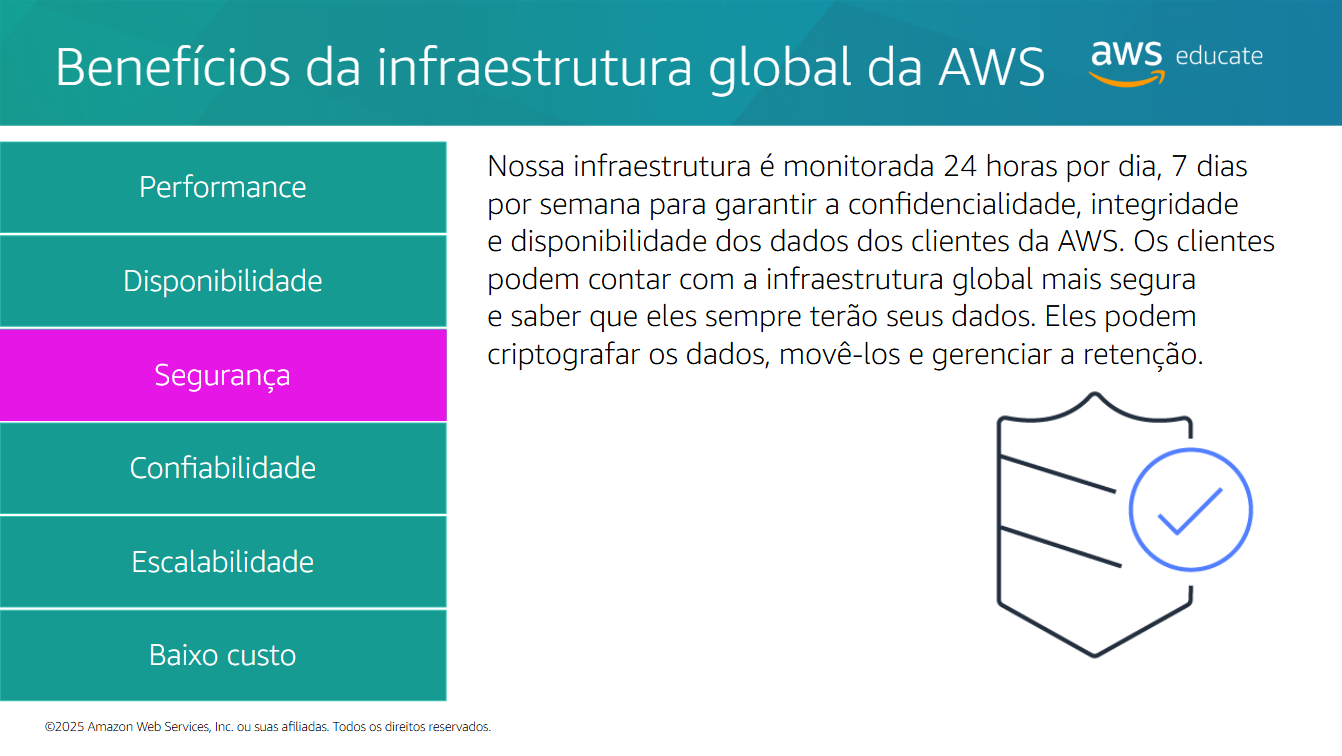 Benefícios da infraestrutura global da AWS
aws educate
Performance
Disponibilidade
Segurança
Confiabilidade
Escalabilidade
Baixo custo
Nossa infraestrutura é monitorada 24 horas por dia, 7 dias
por semana para garantir a confidencialidade, integridade
e disponibilidade dos dados dos clientes da AWS. Os clientes
podem contar com a infraestrutura global mais segura
e saber que eles sempre terão seus dados. Eles podem
criptografar os dados, movê-los e gerenciar a retenção.
©2025 Amazon Web Services, Inc. ou suas afiliadas. Todos os direitos reservados.